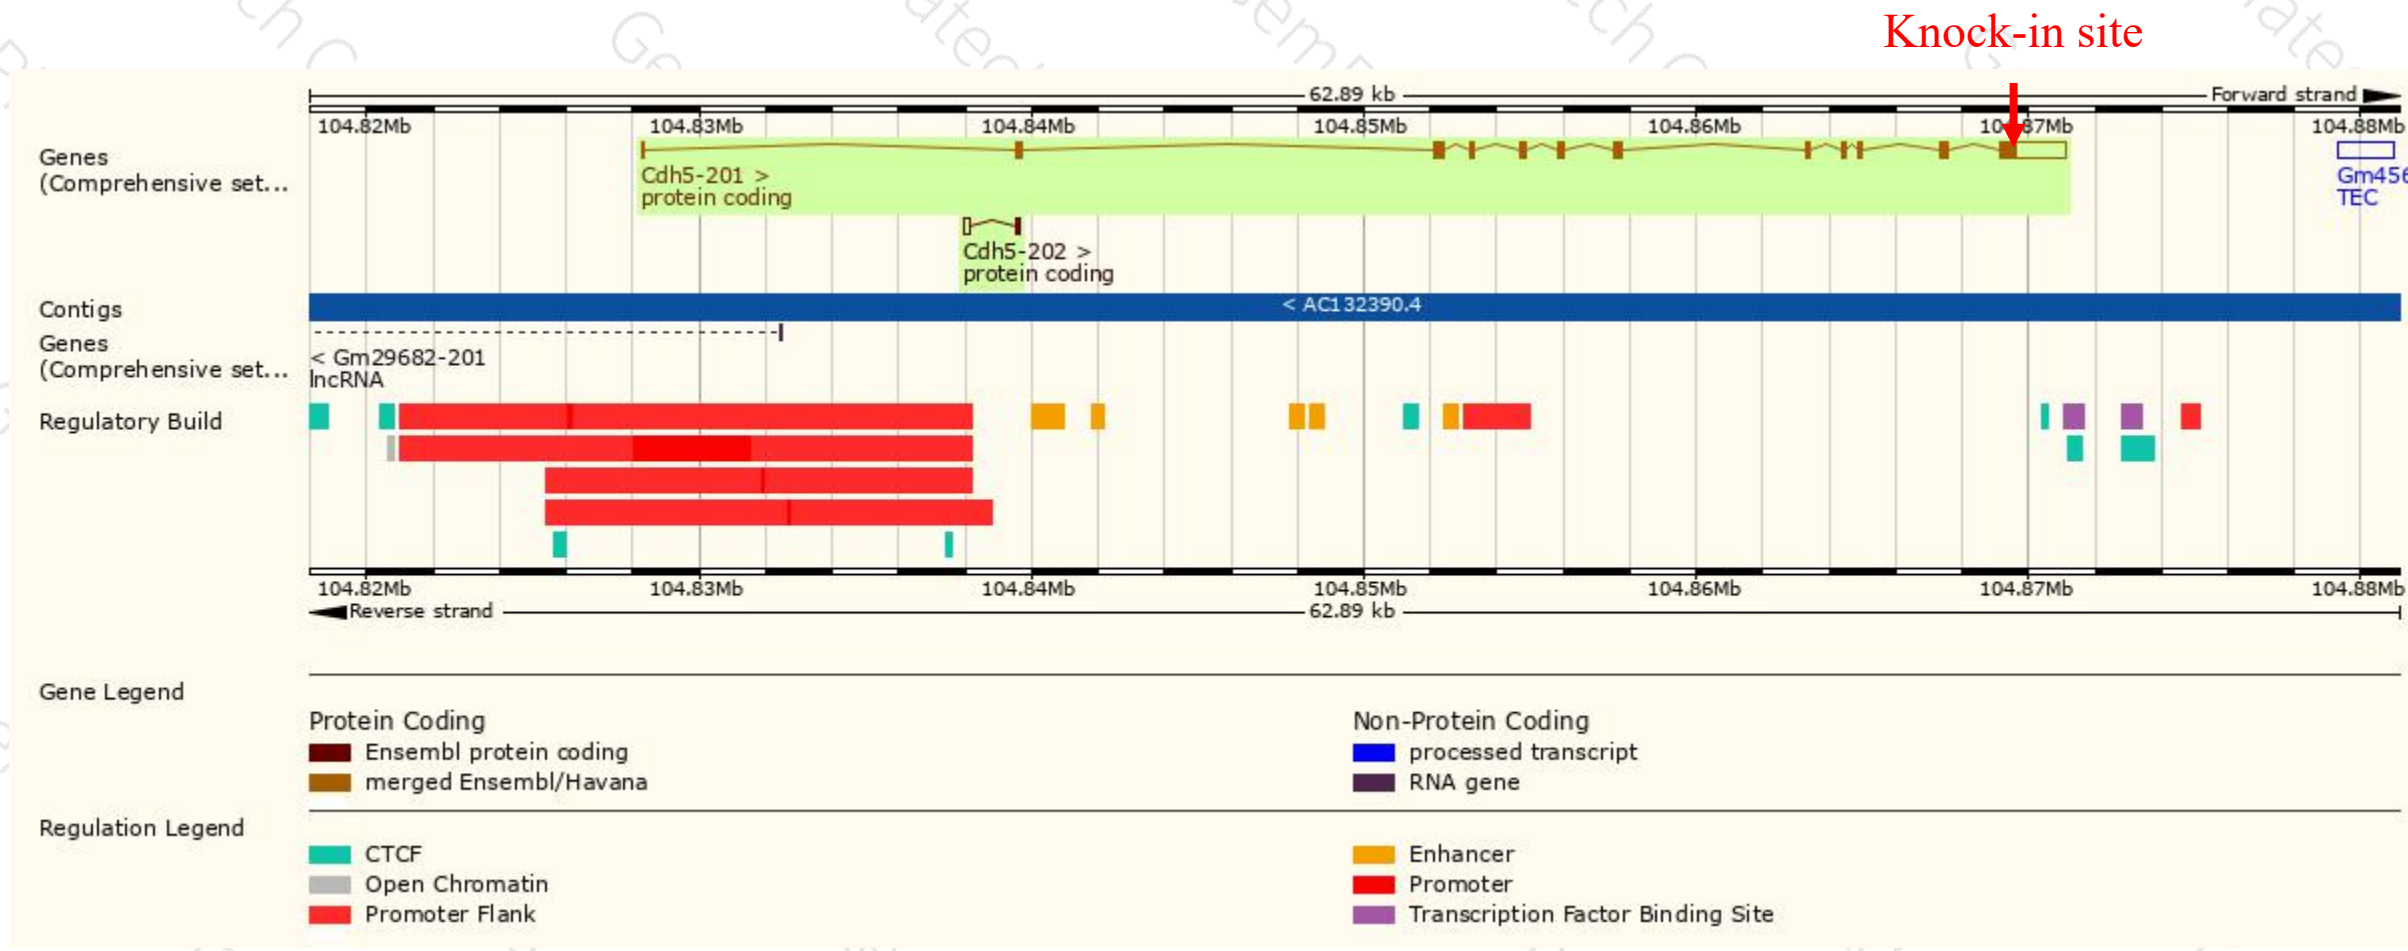 Knock-in site
62.89 kb
Forward strand
104.82Mb 104.83Mb 104.84Mb 104.85Mb 104.86Mb 104.87Mb 104.88Mb
Genes
(Comprehensive set...
Cdh5-201 >
protein coding
Gm456
TEC
Cdh5-202 >
protein coding
Contigs
< AC132390.4
Genes
(Comprehensive set...
< Gm29682-201
lncRNA
Regulatory Build
104.82Mb 104.83Mb 104.84Mb 104.85Mb 104.86Mb 104.87Mb 104.88Mb
Reverse strand
62.89 kb
Gene Legend
Protein Coding
Ensembl protein coding
merged Ensembl/Havana
Non-Protein Coding
processed transcript
RNA gene
Regulation Legend
CTCF
Open Chromatin
Promoter Flank
Enhancer
Promoter
Transcription Factor Binding Site